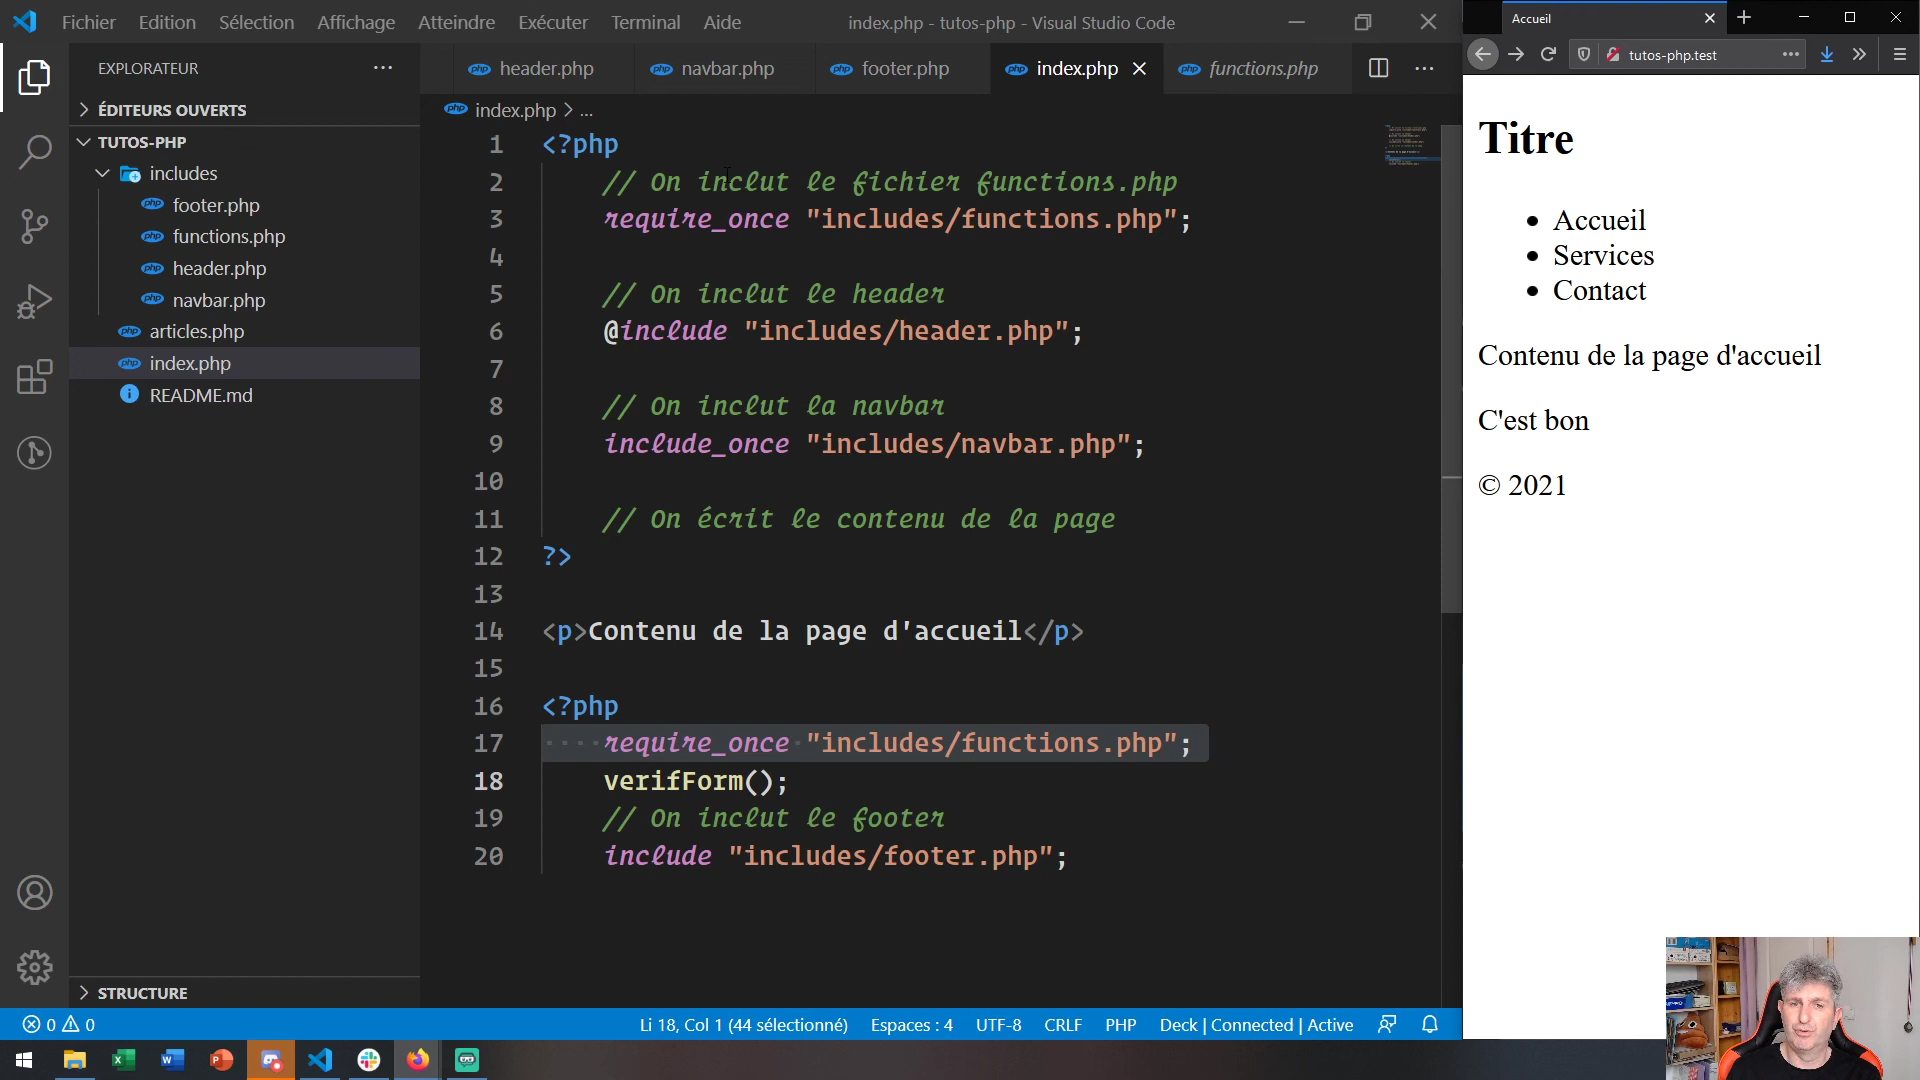 Fichier Edition Sélection Affichage Atteindre Exécuter Terminal Aide
index.php - tutos-php - Visual Studio Code
EXPLORATEUR
ÉDITEURS OUVERTS
TUTOS-PHP
includes
footer.php
functions.php
header.php
navbar.php
articles.php
index.php
README.md
STRUCTURE
header.php navbar.php footer.php index.php functions.php
index.php > ...
1 <?php
2 // On inclut le fichier functions.php
3 require_once "includes/functions.php";
4
5 // On inclut le header
6 @include "includes/header.php";
7
8 // On inclut la navbar
9 include_once "includes/navbar.php";
10
11 // On écrit le contenu de la page
12 ?>
13
14 <p>Contenu de la page d'accueil</p>
15
16 <?php
17 ····require_once·"includes/functions.php";
18 verifForm();
19 // On inclut le footer
20 include "includes/footer.php";
0 0
Li 18, Col 1 (44 sélectionné) Espaces : 4 UTF-8 CRLF PHP Deck | Connected | Active
Accueil
tutos-php.test
Titre
Accueil
Services
Contact
Contenu de la page d'accueil
C'est bon
© 2021